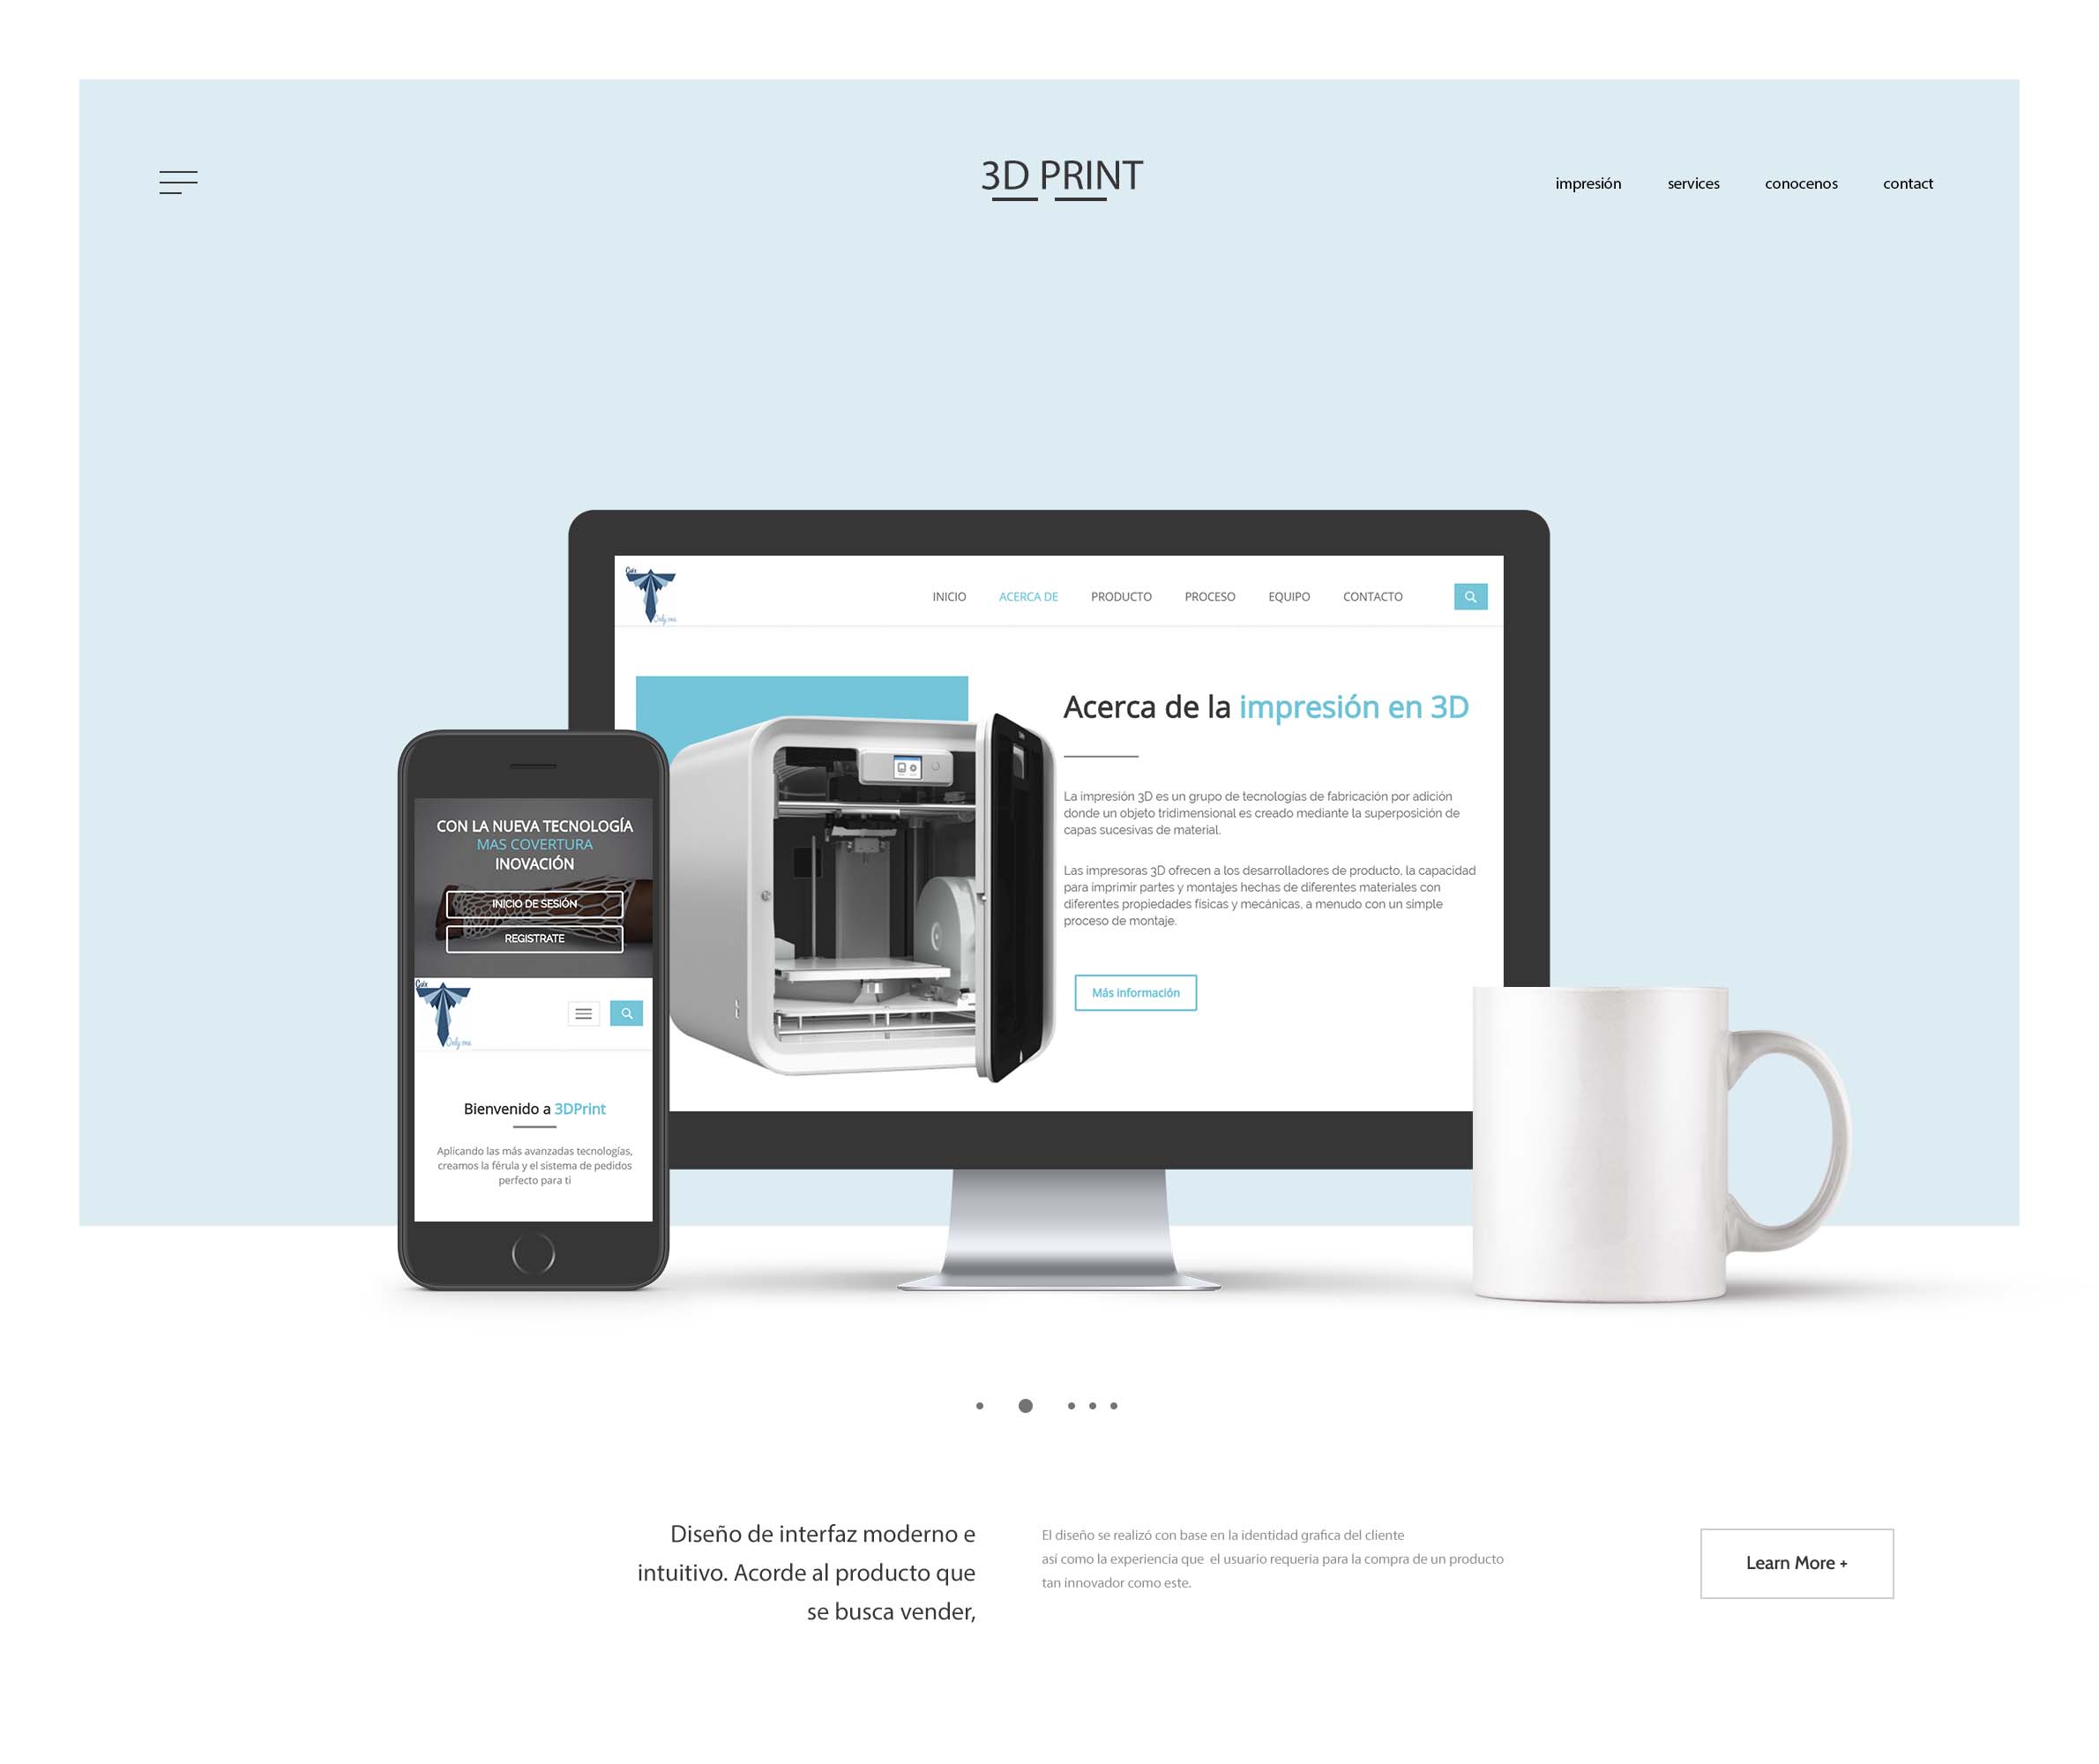 3D PRINT
impresión services conocenos contact
Cuix
Only one
INICIO ACERCA DE PRODUCTO PROCESO EQUIPO CONTACTO
Acerca de la impresión en 3D
La impresión 3D es un grupo de tecnologías de fabricación por adición
donde un objeto tridimensional es creado mediante la superposición de
capas sucesivas de material.
Las impresoras 3D ofrecen a los desarrolladores de producto, la capacidad
para imprimir partes y montajes hechas de diferentes materiales con
diferentes propiedades físicas y mecánicas, a menudo con un simple
proceso de montaje.
Más información
CON LA NUEVA TECNOLOGÍA
MAS COVERTURA
INOVACIÓN
INICIO DE SESIÓN
REGISTRATE
Cuix
Only one
Bienvenido a 3DPrint
Aplicando las más avanzadas tecnologías,
creamos la férula y el sistema de pedidos
perfecto para ti
Diseño de interfaz moderno e
intuitivo. Acorde al producto que
se busca vender,
El diseño se realizó con base en la identidad grafica del cliente
así como la experiencia que el usuario requeria para la compra de un producto
tan innovador como este.
Learn More +